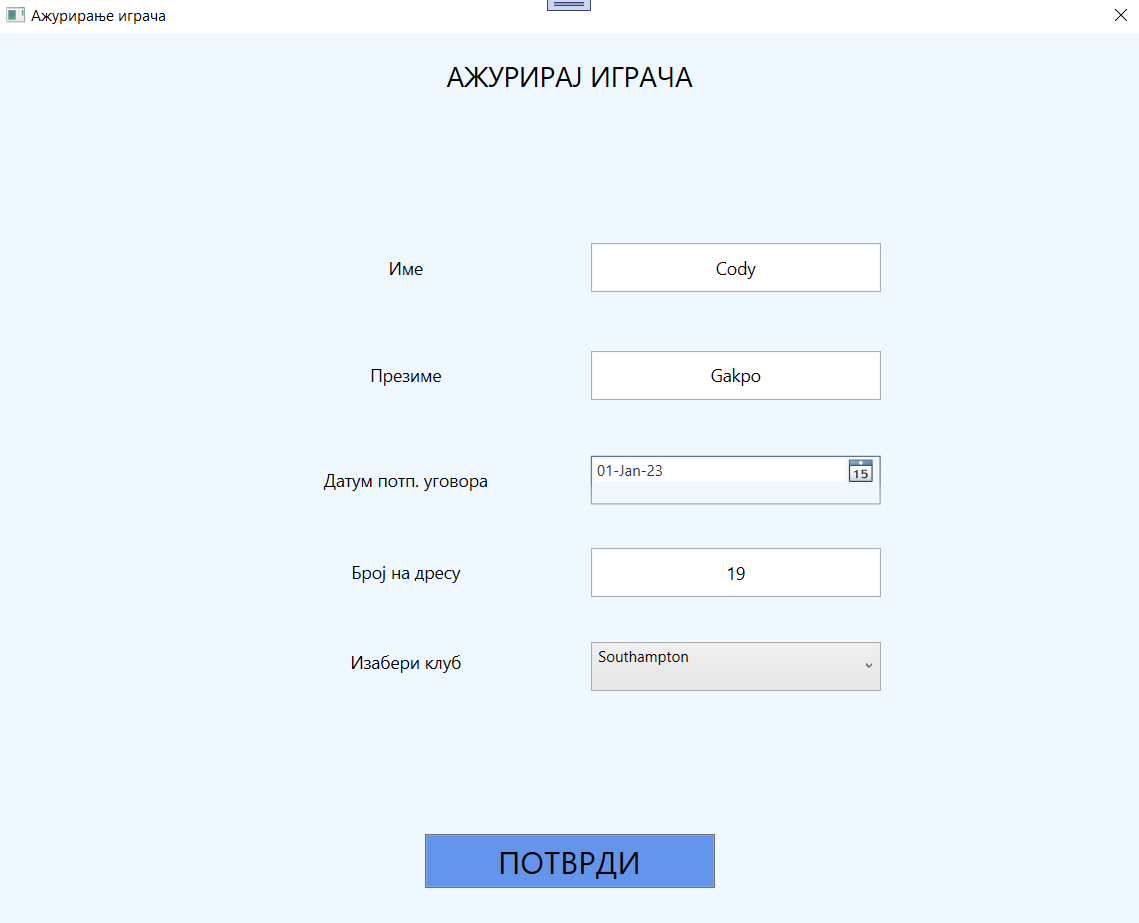 Ажурирање играча
АЖУРИРАЈ ИГРАЧА
Име Cody
Презиме Gakpo
Датум потп. уговора 01-Jan-23 15
Број на дресу 19
Изабери клуб Southampton
ПОТВРДИ